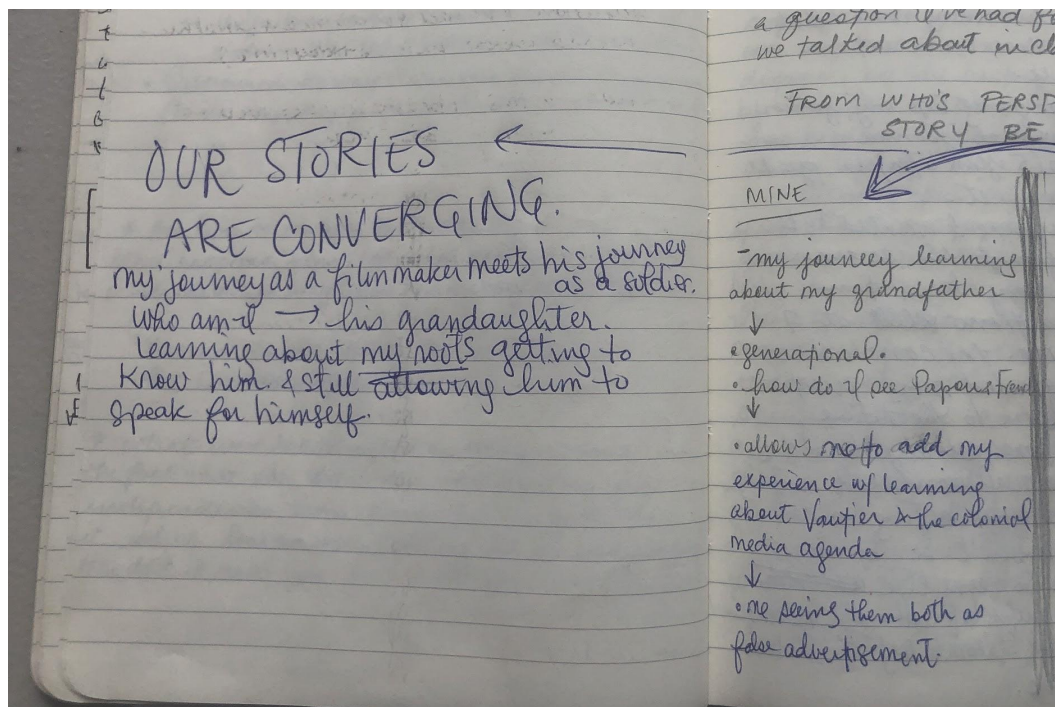 OUR STORIES
ARE CONVERGING.
my journey as a filmmaker meets his journey
as a soldier.
who am I → his grandaughter.
learning about my roots getting to
know him. & still allowing him to
speak for himself.
a question I've had
we talked about
FROM WHO'S
STORY BE
MINE
- my journey learning
about my grandfather
↓
• generational.
• how do I see Papous
↓
• allows me to add my
experience w/ learning
about Vautier & the colonial
media agenda
↓
• me seeing them both as
false advertisement.